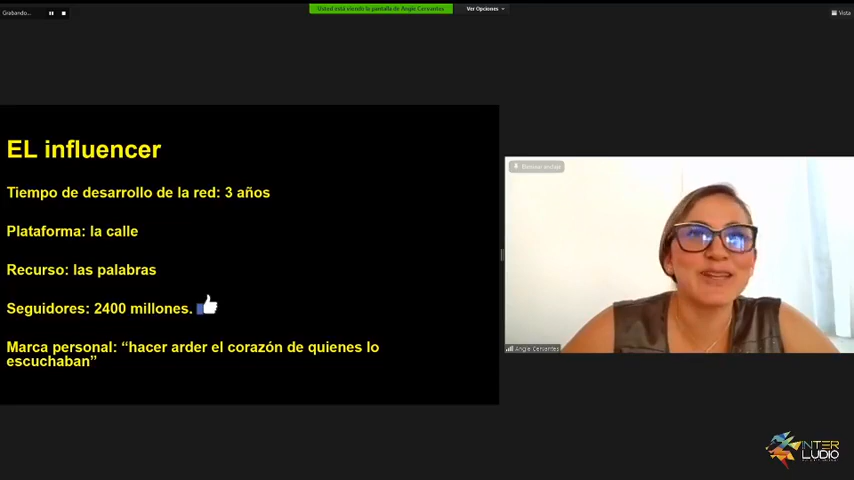 Grabando...
Usted está viendo la pantalla de Angie Cervantes
Ver Opciones
Vista
EL influencer
Tiempo de desarrollo de la red: 3 años
Plataforma: la calle
Recurso: las palabras
Seguidores: 2400 millones.
Marca personal: “hacer arder el corazón de quienes lo
escuchaban”
Angie Cervantes
INTER
LUDIO